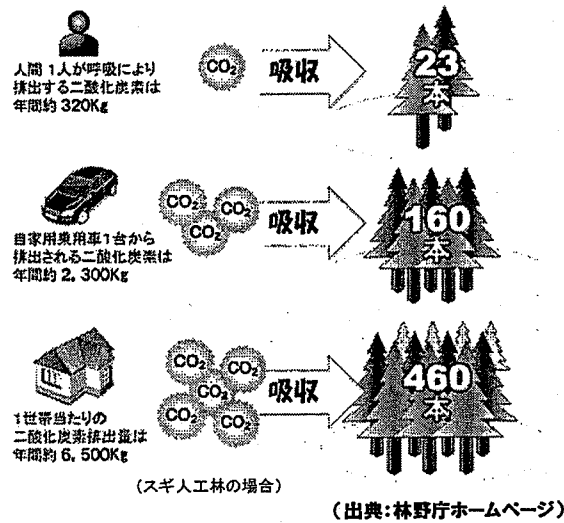 人間1人が呼吸により
排出する二酸化炭素は
年間約320Kg
CO2
吸収
23
本
自家用乗用車1台から
排出される二酸化炭素は
年間約2,300Kg
CO2
CO2
CO2
吸収
160
本
1世帯当たりの
二酸化炭素排出量は
年間約6,500Kg
CO2
CO2
CO2
CO2
CO2
吸収
460
本
(スギ人工林の場合)
(出典:林野庁ホームページ)